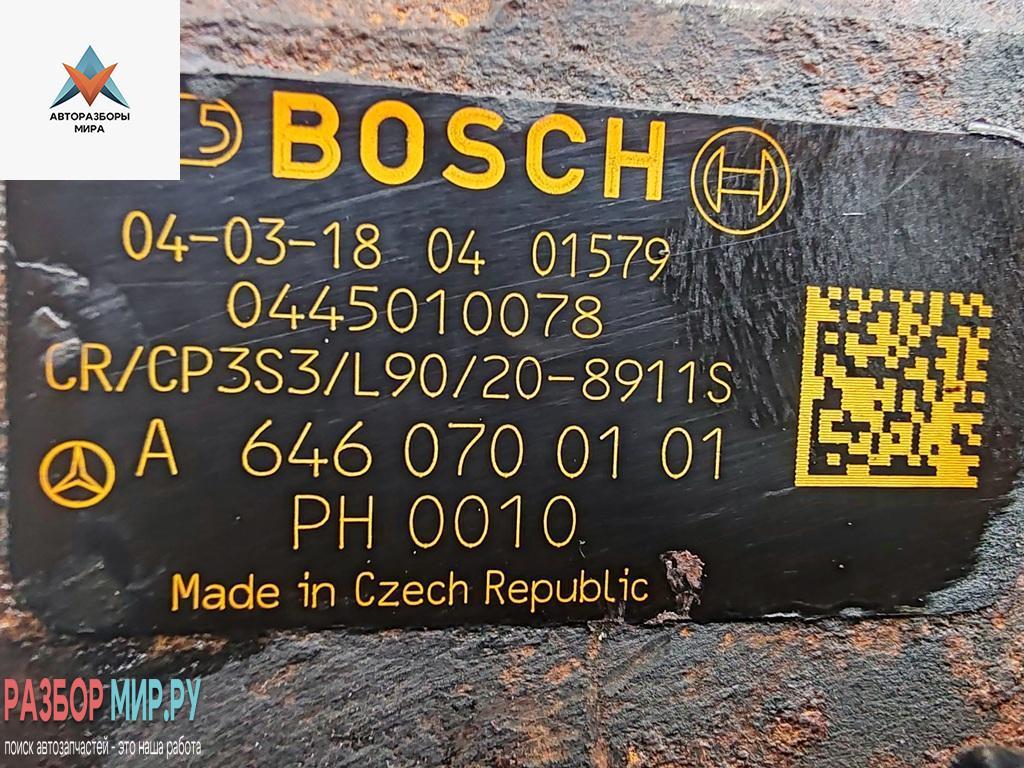 АВТОРАЗБОРЫ
МИРА
5 BOSCH
04-03-18 04 01579
0445010078
CR/CP3S3/L90/20-8911S
A 646 070 01 01
PH 0010
Made in Czech Republic
РАЗБОР МИР.РУ
поиск автозапчастей - это наша работа